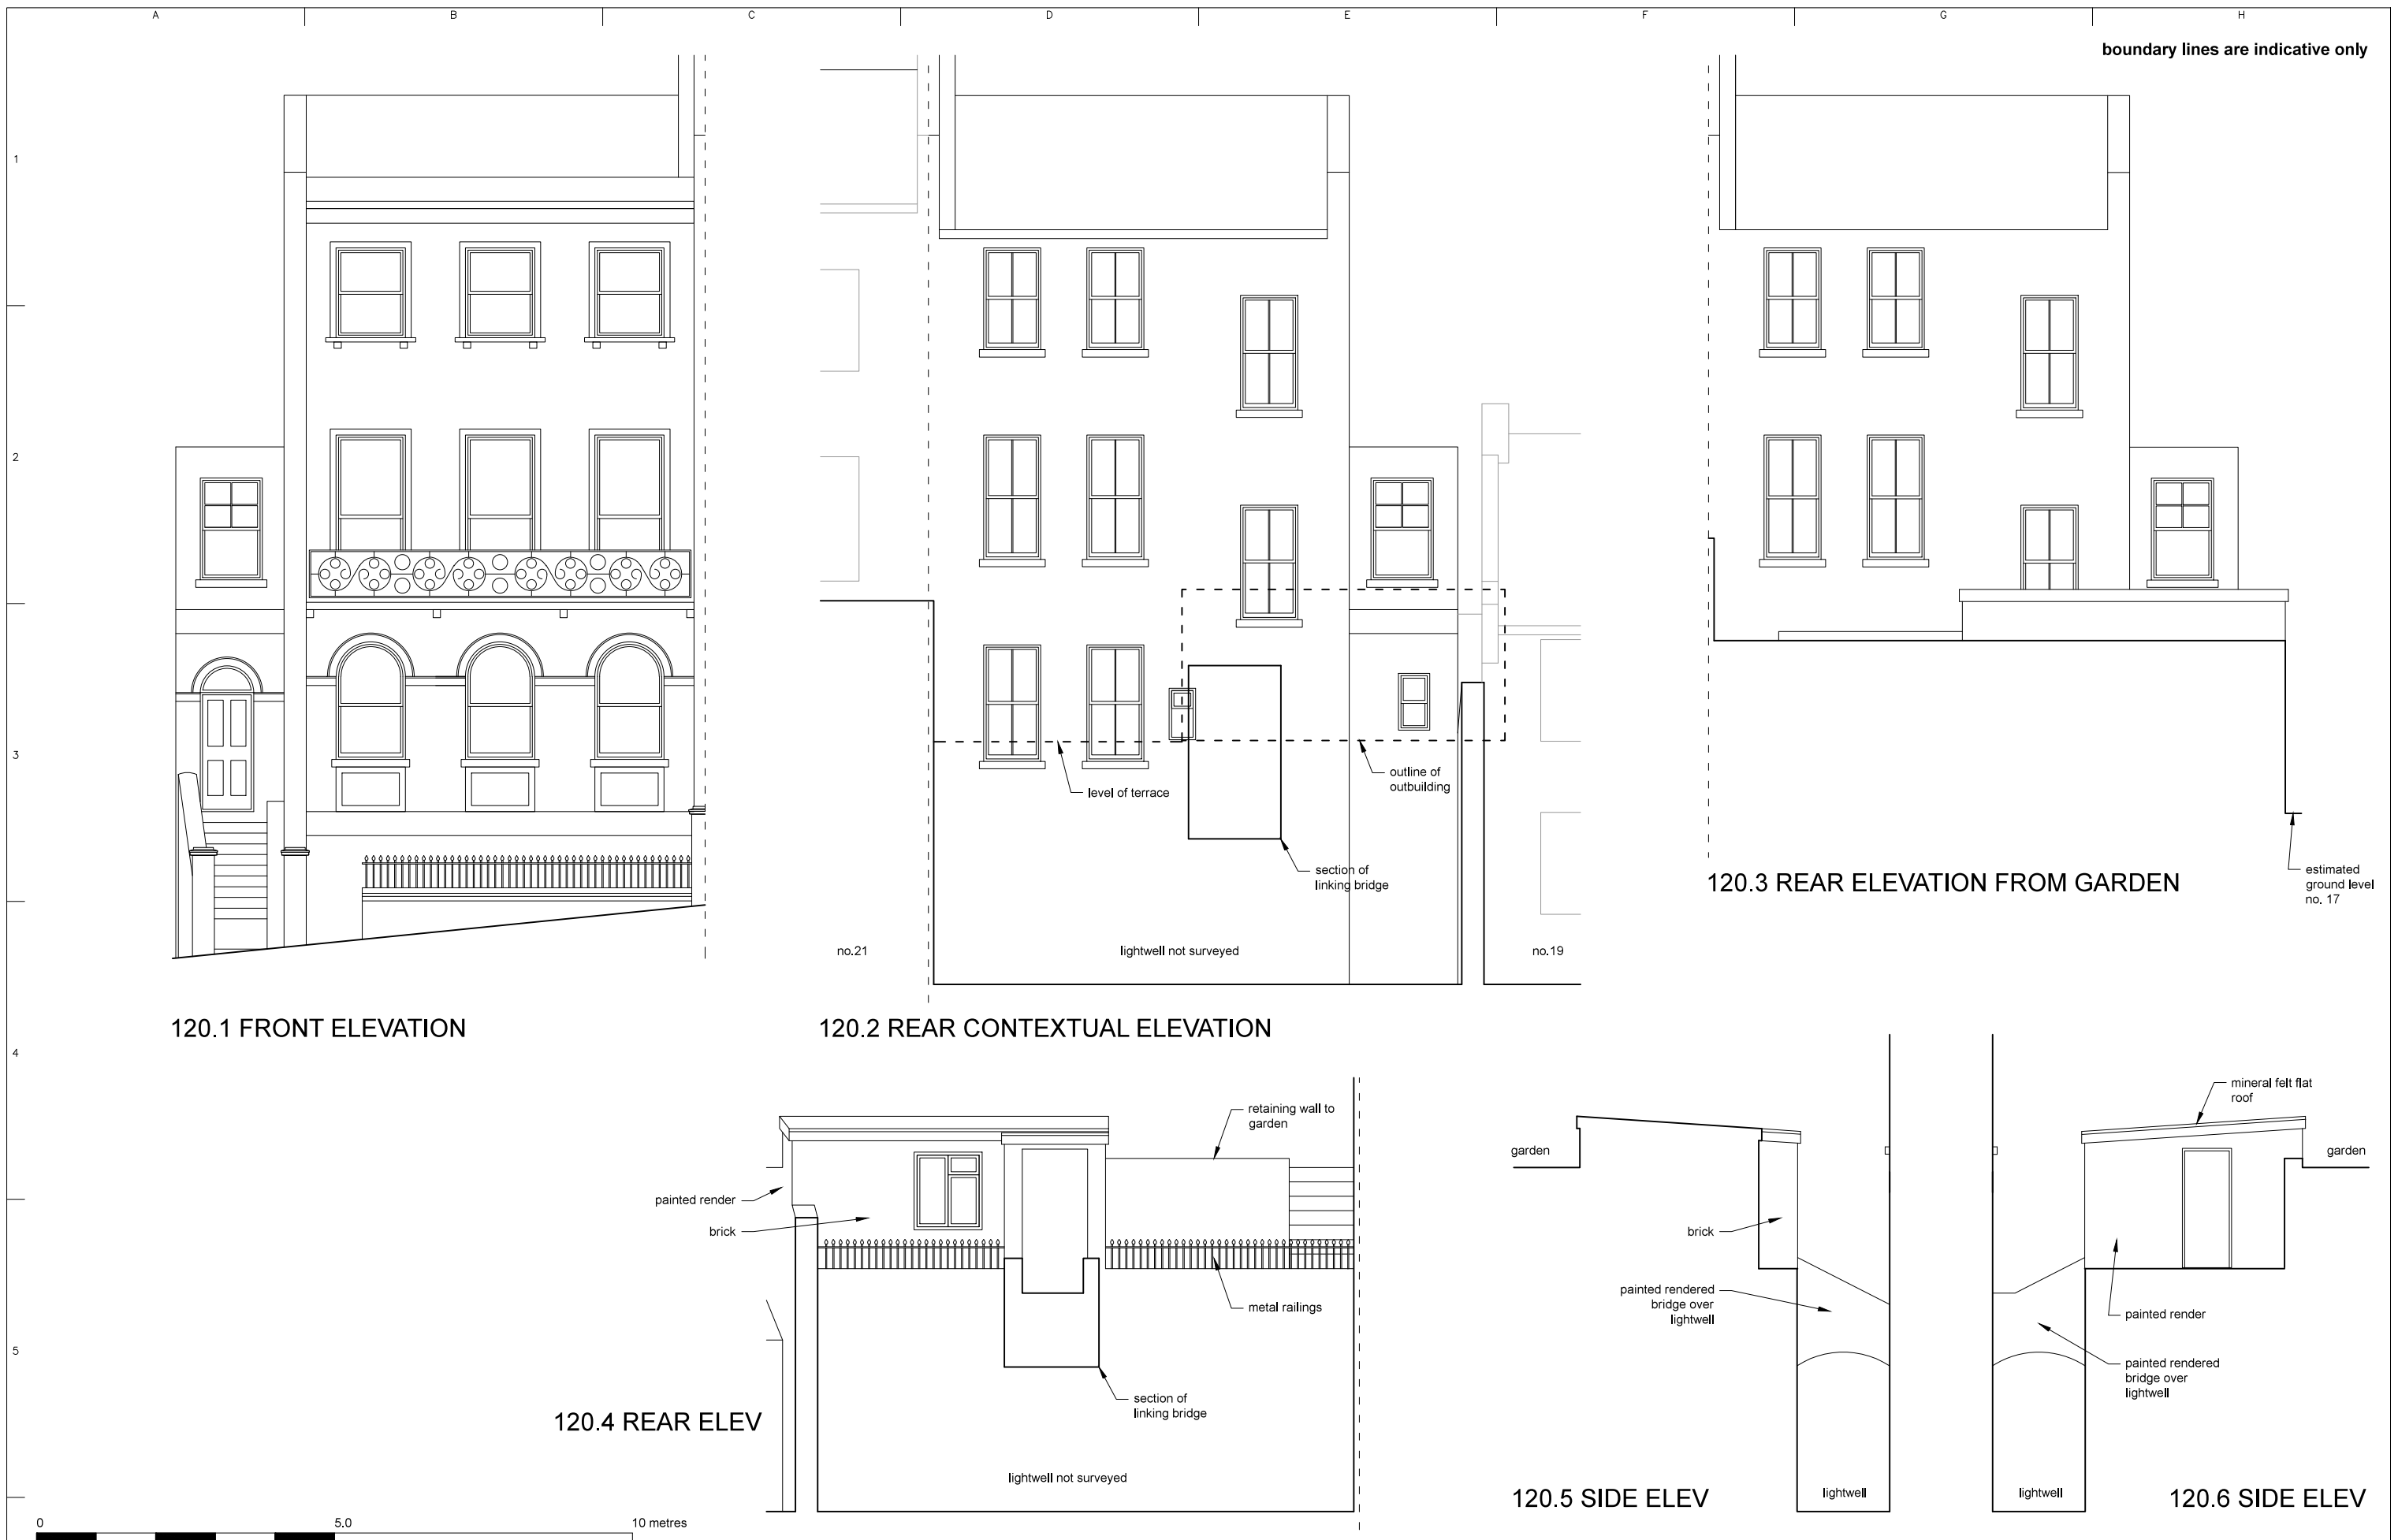 A
B
C
D
E
F
G
H
boundary lines are indicative only
1
2
3
4
5
level of terrace
outline of
outbuilding
section of
linking bridge
no.21
lightwell not surveyed
no.19
estimated
ground level
no. 17
120.1 FRONT ELEVATION
120.2 REAR CONTEXTUAL ELEVATION
120.3 REAR ELEVATION FROM GARDEN
retaining wall to
garden
painted render
brick
metal railings
section of
linking bridge
lightwell not surveyed
120.4 REAR ELEV
garden
brick
painted rendered
bridge over
lightwell
lightwell
120.5 SIDE ELEV
mineral felt flat
roof
garden
painted render
painted rendered
bridge over
lightwell
lightwell
120.6 SIDE ELEV
0
5.0
10 metres